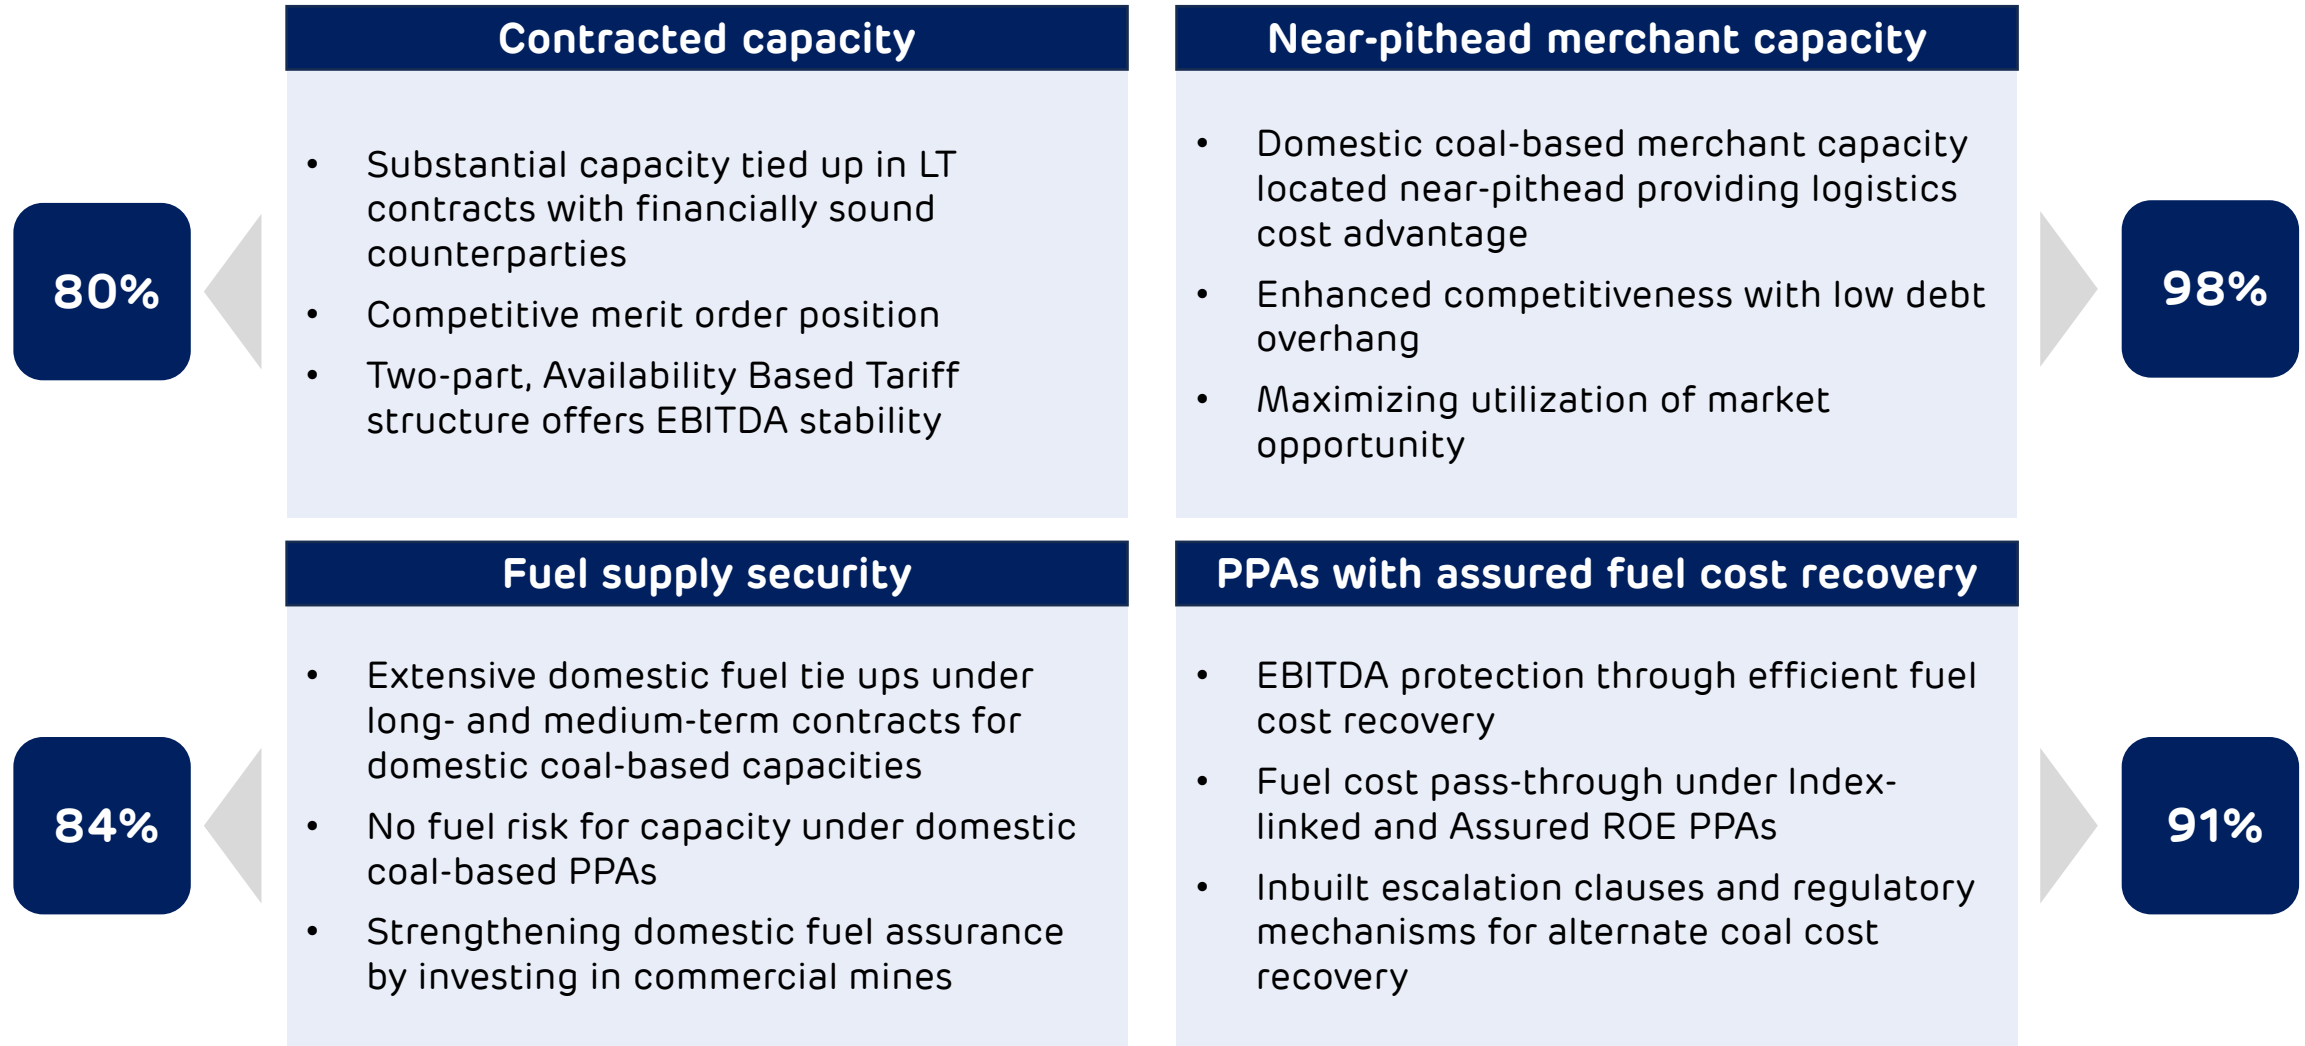 Contracted capacity
80%
• Substantial capacity tied up in LT
contracts with financially sound
counterparties
• Competitive merit order position
• Two-part, Availability Based Tariff
structure offers EBITDA stability
Near-pithead merchant capacity
• Domestic coal-based merchant capacity
located near-pithead providing logistics
cost advantage
• Enhanced competitiveness with low debt
overhang
• Maximizing utilization of market
opportunity
98%
Fuel supply security
84%
• Extensive domestic fuel tie ups under
long- and medium-term contracts for
domestic coal-based capacities
• No fuel risk for capacity under domestic
coal-based PPAs
• Strengthening domestic fuel assurance
by investing in commercial mines
PPAs with assured fuel cost recovery
• EBITDA protection through efficient fuel
cost recovery
• Fuel cost pass-through under Index-
linked and Assured ROE PPAs
• Inbuilt escalation clauses and regulatory
mechanisms for alternate coal cost
recovery
91%